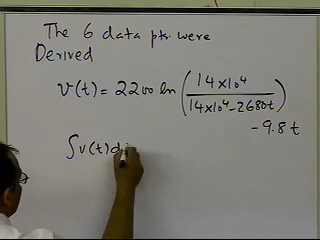 The 6 data pts. were
Derived
v(t) = 2200 ln (14×10⁴ / 14×10⁴-2680t)
- 9.8t
∫v(t)d